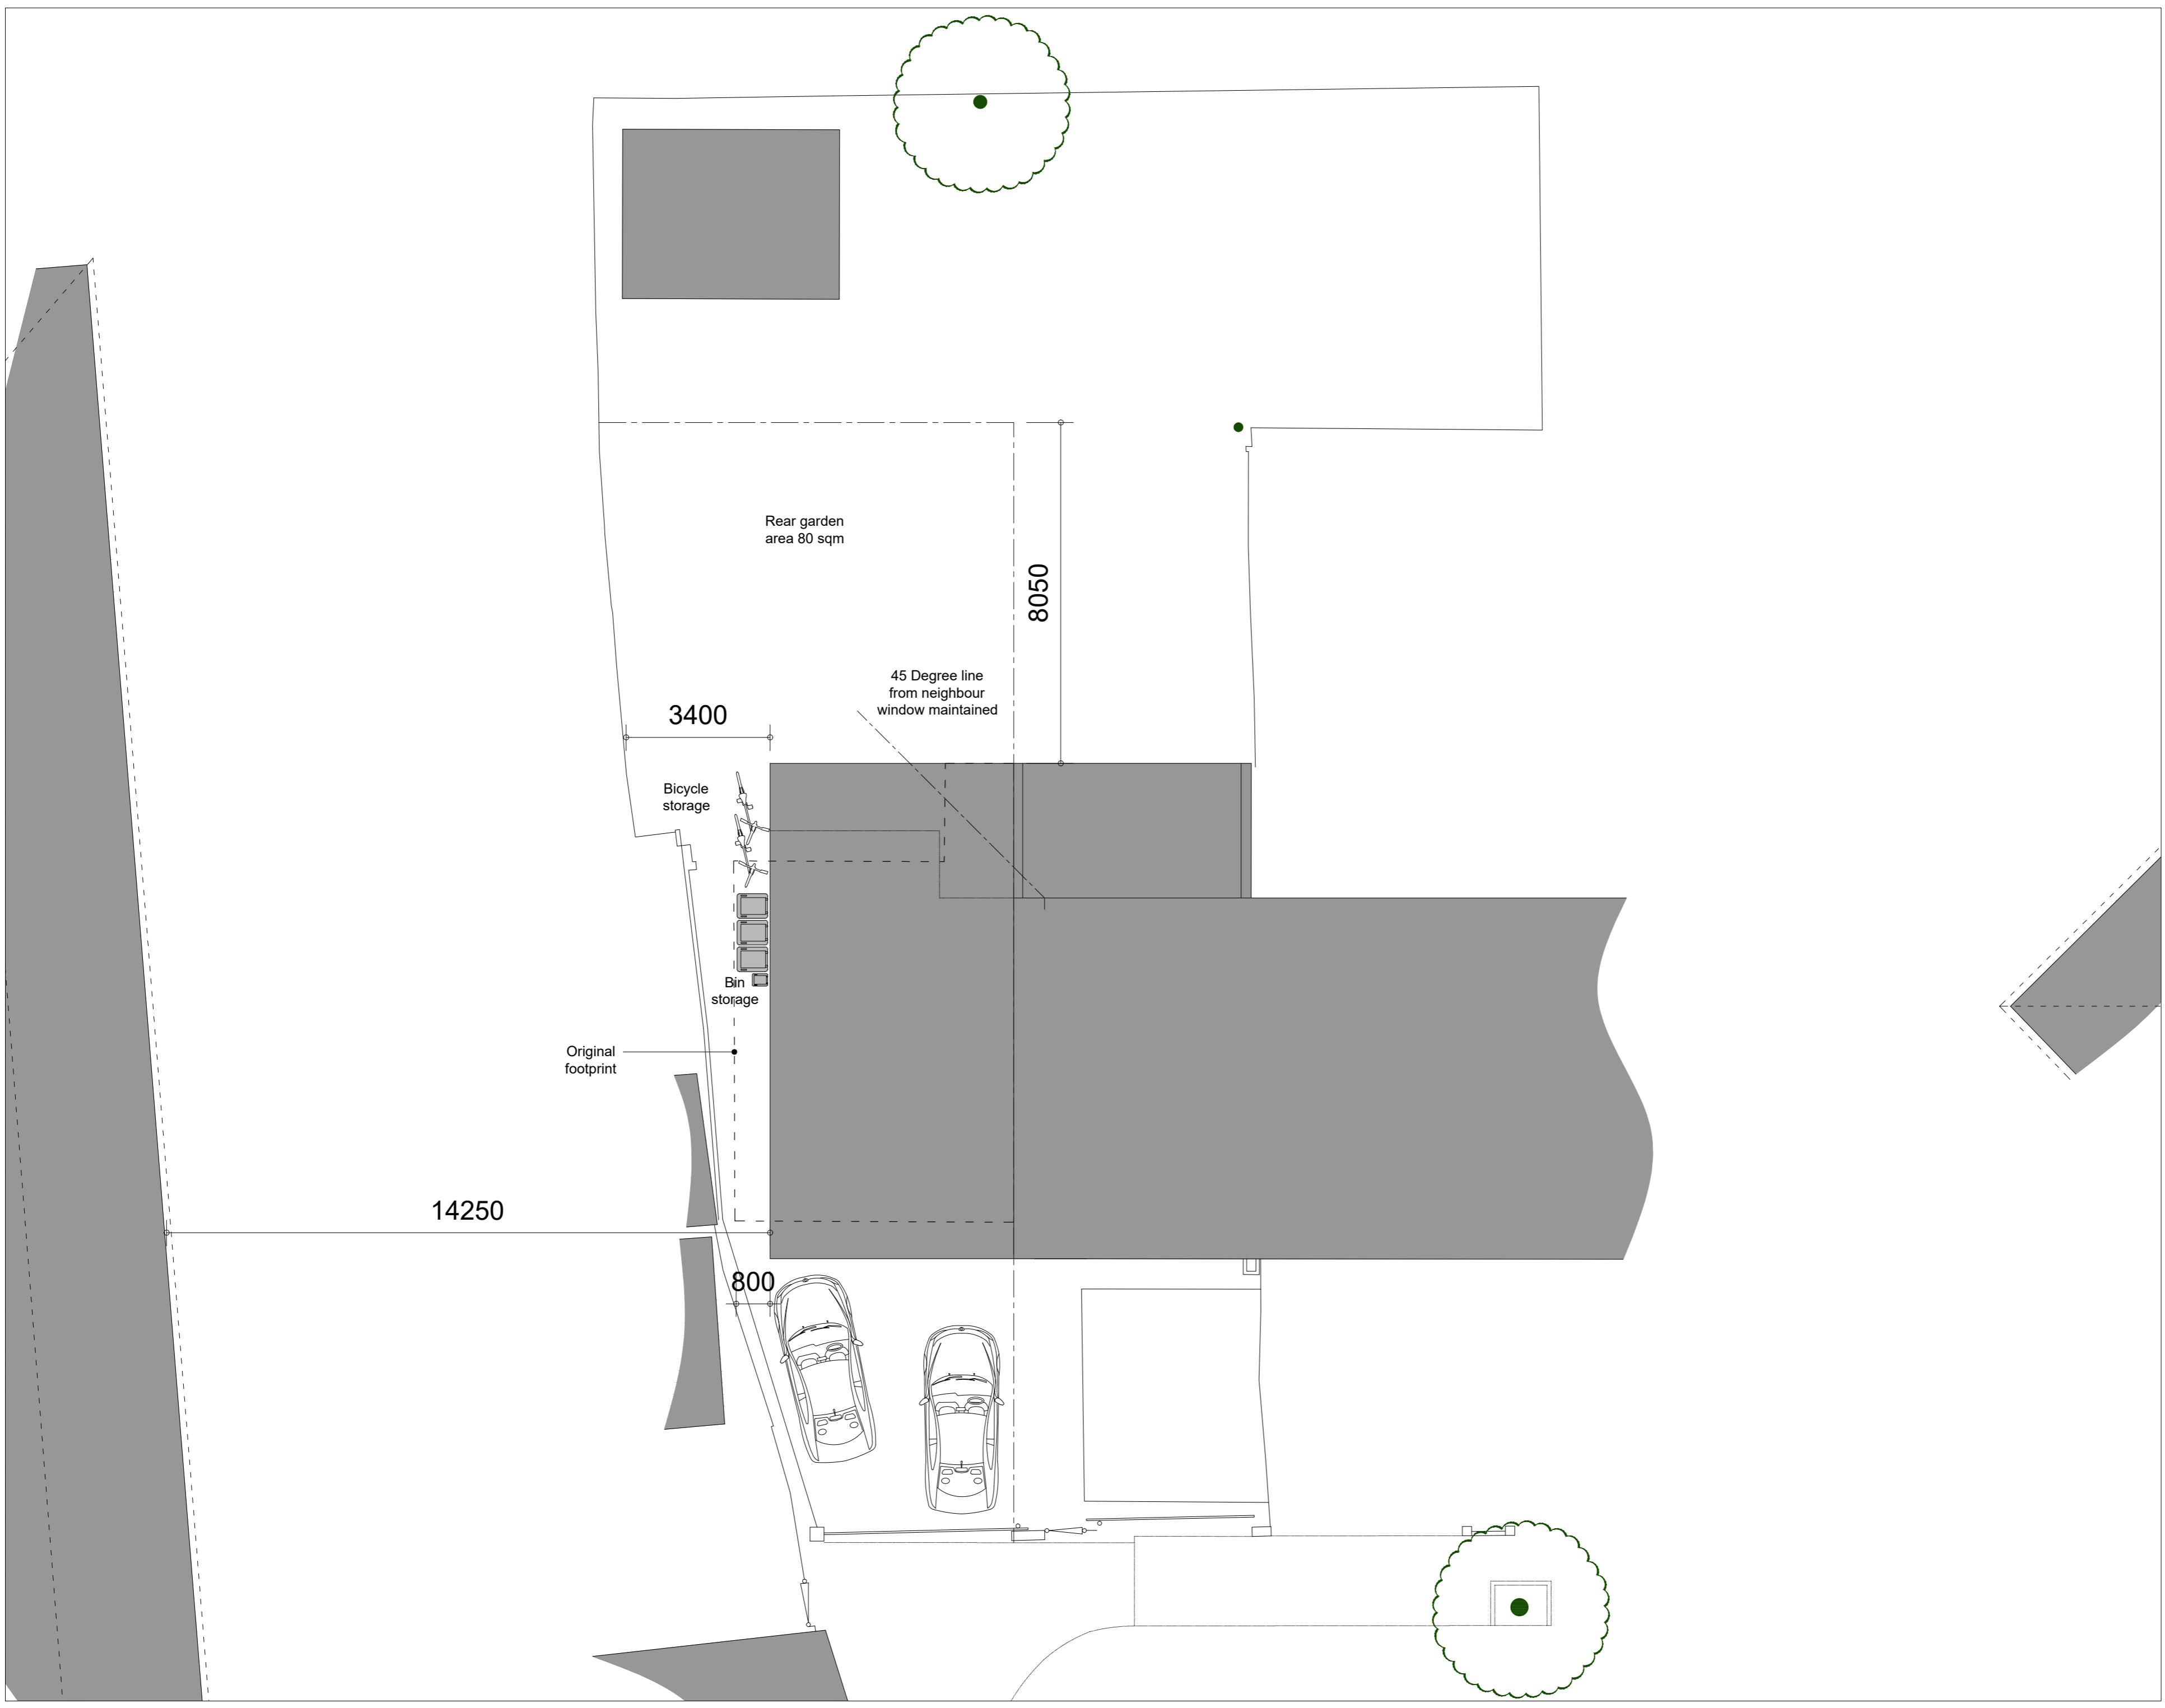 Rear garden
area 80 sqm
8050
45 Degree line
from neighbour
window maintained
3400
Bicycle
storage
Bin
storage
Original
footprint
14250
800